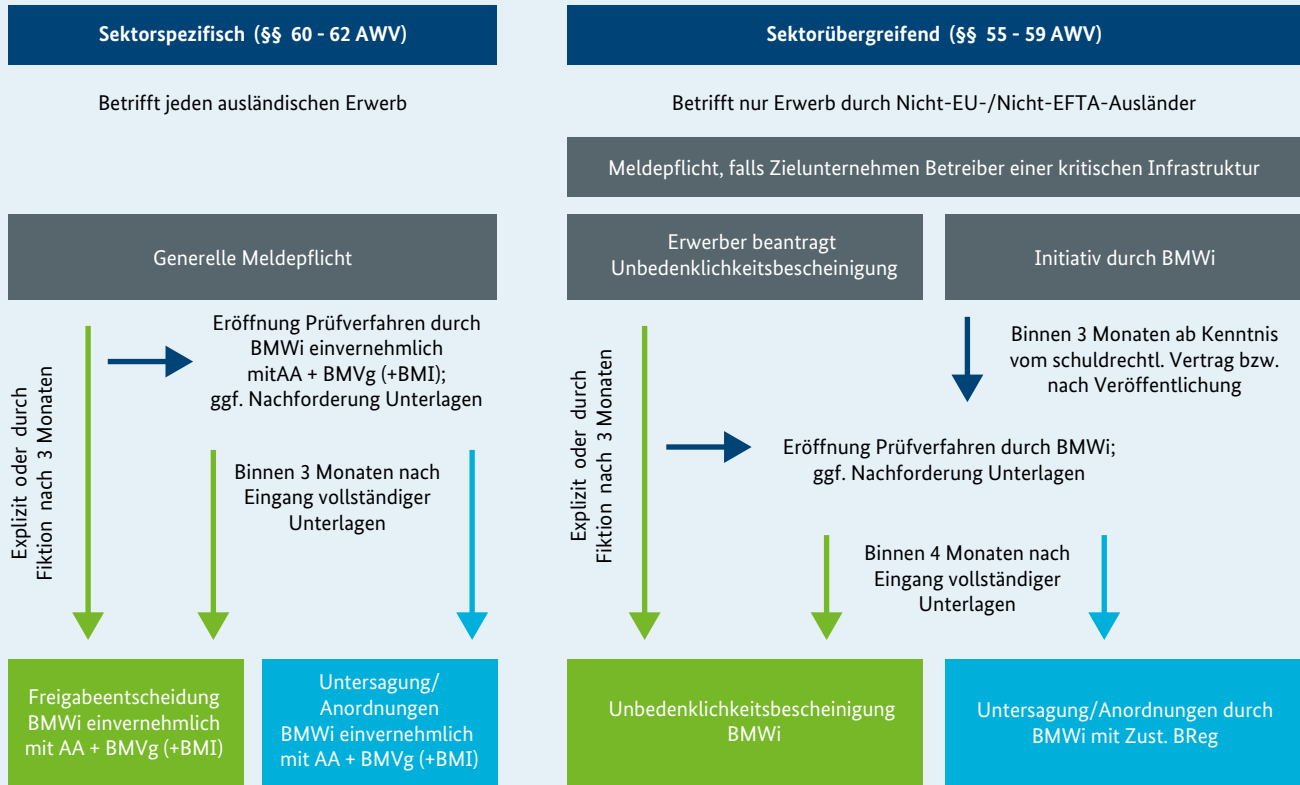 Sektorspezifisch (§§ 60 - 62 AWV)
Betrifft jeden ausländischen Erwerb
Generelle Meldepflicht
Explizit oder durch
Fiktion nach 3 Monaten
Eröffnung Prüfverfahren durch
BMWi einvernehmlich
mitAA + BMVg (+BMI);
ggf. Nachforderung Unterlagen
Binnen 3 Monaten nach
Eingang vollständiger
Unterlagen
Freigabeentscheidung
BMWi einvernehmlich
mit AA + BMVg (+BMI)
Untersagung/
Anordnungen
BMWi einvernehmlich
mit AA + BMVg (+BMI)
Sektorübergreifend (§§ 55 - 59 AWV)
Betrifft nur Erwerb durch Nicht-EU-/Nicht-EFTA-Ausländer
Meldepflicht, falls Zielunternehmen Betreiber einer kritischen Infrastruktur
Erwerber beantragt
Unbedenklichkeitsbescheinigung
Initiativ durch BMWi
Explizit oder durch
Fiktion nach 3 Monaten
Binnen 3 Monaten ab Kenntnis
vom schuldrechtl. Vertrag bzw.
nach Veröffentlichung
Eröffnung Prüfverfahren durch BMWi;
ggf. Nachforderung Unterlagen
Binnen 4 Monaten nach
Eingang vollständiger
Unterlagen
Unbedenklichkeitsbescheinigung
BMWi
Untersagung/Anordnungen durch
BMWi mit Zust. BReg